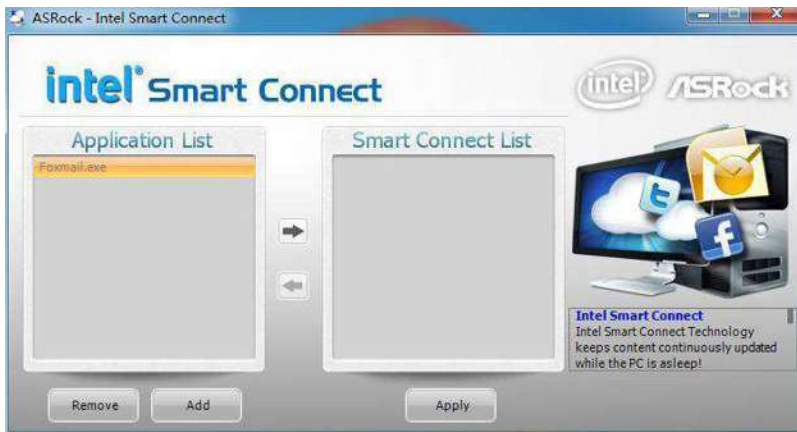 ASRock - Intel Smart Connect
intel Smart Connect
intel ASRock
Application List
Foxmail.exe
Smart Connect List
Intel Smart Connect
Intel Smart Connect Technology
keeps content continuously updated
while the PC is asleep!
Remove
Add
Apply